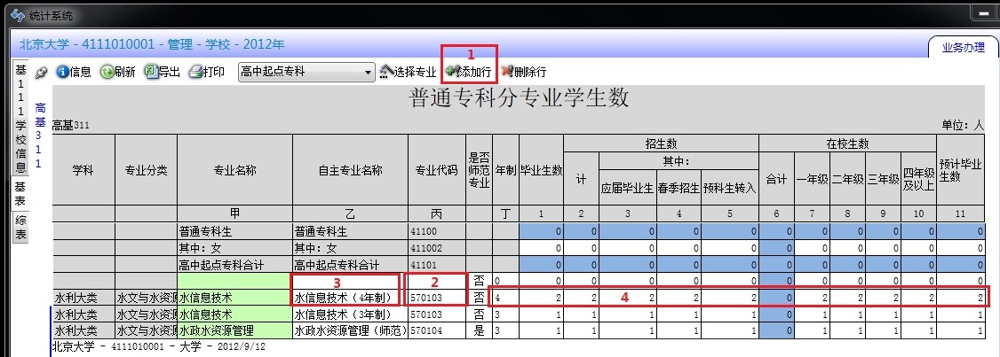 统计系统
北京大学 - 4111010001 - 管理 - 学校 - 2012年
业务办理
1
信息 刷新 导出 打印 高中起点专科 选择专业 添加行 删除行
基111学校信息
基表
综表
高基311
普通专科分专业学生数
高基311 单位：人
学科 专业分类 专业名称 自主专业名称 专业代码 是否师范专业 年制 毕业生数 招生数 在校生数 预计毕业生数
计 其中： 合计 一年级 二年级 三年级 四年级及以上
应届毕业生 春季招生 预科生转入
甲 乙 丙 丁 1 2 3 4 5 6 7 8 9 10 11
普通专科生 普通专科生 41100 0 0 0 0 0 0 0 0 0 0 0
其中：女 其中：女 411002 0 0 0 0 0 0 0 0 0 0 0
高中起点专科合计 高中起点专科合计 41101 0 0 0 0 0 0 0 0 0 0 0
3 2 否 0 0 0 0 0 0 0 0 0 0 0 0
水利大类 水文与水资源 水信息技术 水信息技术（4年制） 570103 否 4 2 2 4 2 2 2 0 2 2 2 2 2
水利大类 水文与水资源 水信息技术 水信息技术（3年制） 570103 否 3 1 1 1 1 1 0 1 1 1 1 1
水利大类 水文与水资源 水政水资源管理 水政水资源管理（师范） 570104 是 3 1 1 1 1 1 0 1 1 1 1 1
北京大学 - 4111010001 - 大学 - 2012/9/12